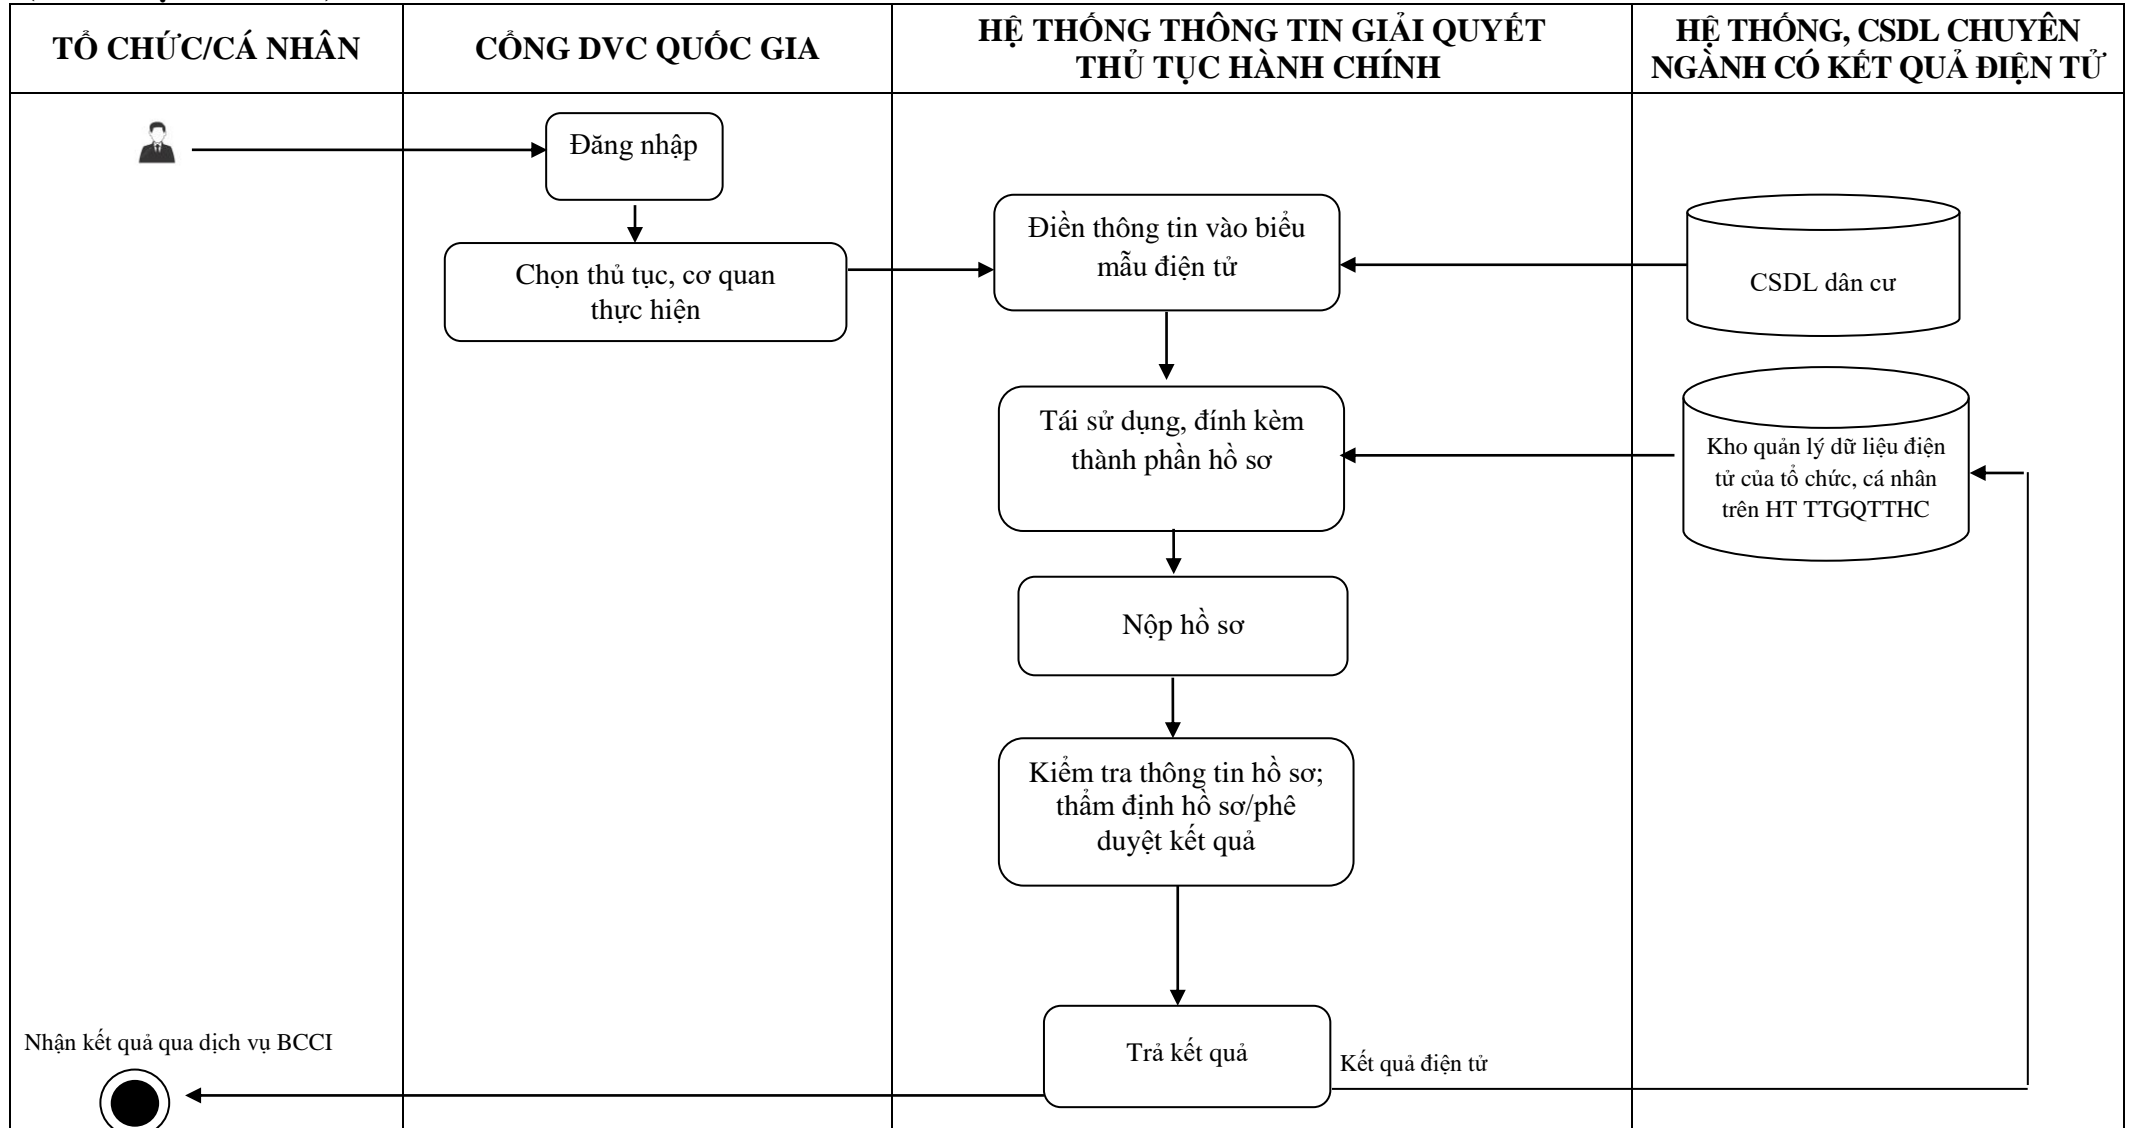 TỔ CHỨC/CÁ NHÂN
CỔNG DVC QUỐC GIA
HỆ THỐNG THÔNG TIN GIẢI QUYẾT
THỦ TỤC HÀNH CHÍNH
HỆ THỐNG, CSDL CHUYÊN
NGÀNH CÓ KẾT QUẢ ĐIỆN TỬ
Đăng nhập
Chọn thủ tục, cơ quan
thực hiện
Điền thông tin vào biểu
mẫu điện tử
CSDL dân cư
Tái sử dụng, đính kèm
thành phần hồ sơ
Kho quản lý dữ liệu điện
tử của tổ chức, cá nhân
trên HT TTGQTTHC
Nộp hồ sơ
Kiểm tra thông tin hồ sơ;
thẩm định hồ sơ/phê
duyệt kết quả
Nhận kết quả qua dịch vụ BCCI
Trả kết quả
Kết quả điện tử